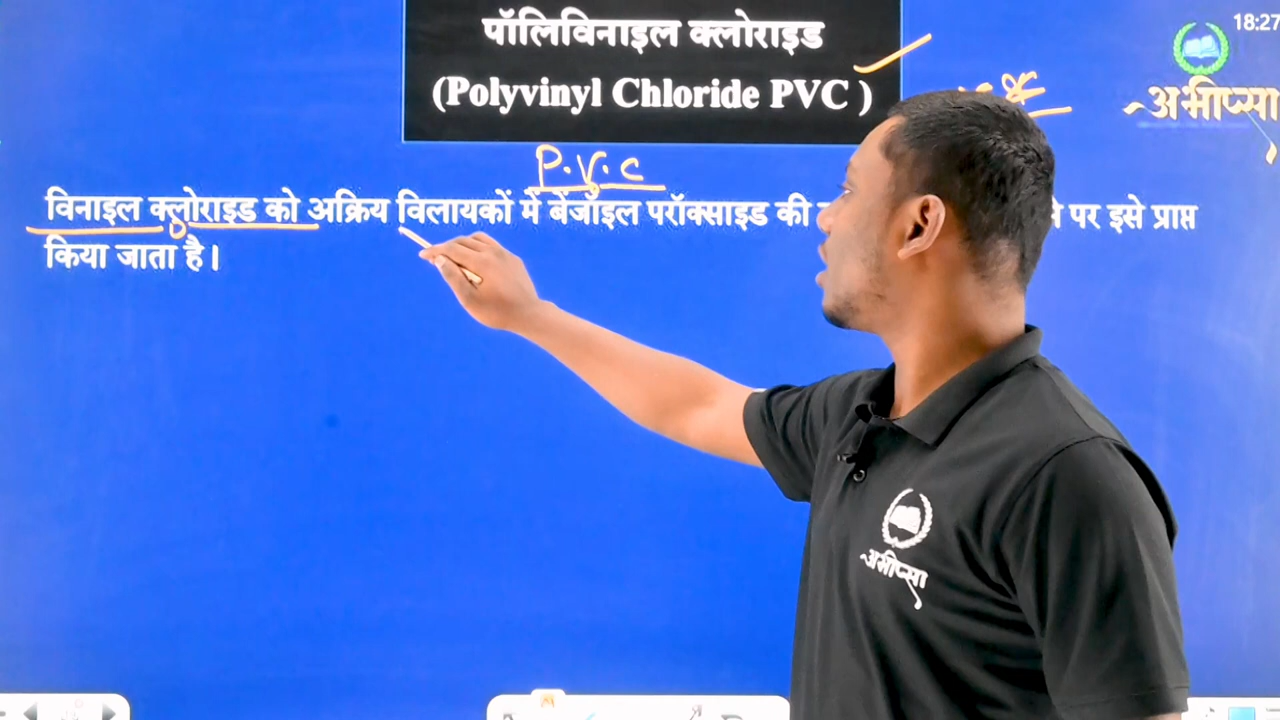 पॉलिविनाइल क्लोराइड
18:27
(Polyvinyl Chloride PVC )
अभीप्सा
P.V.C
विनाइल क्लोराइड को अक्रिय विलायकों में बेंजॉइल परॉक्साइड की पर इसे प्राप्त
किया जाता है।
अभीप्सा